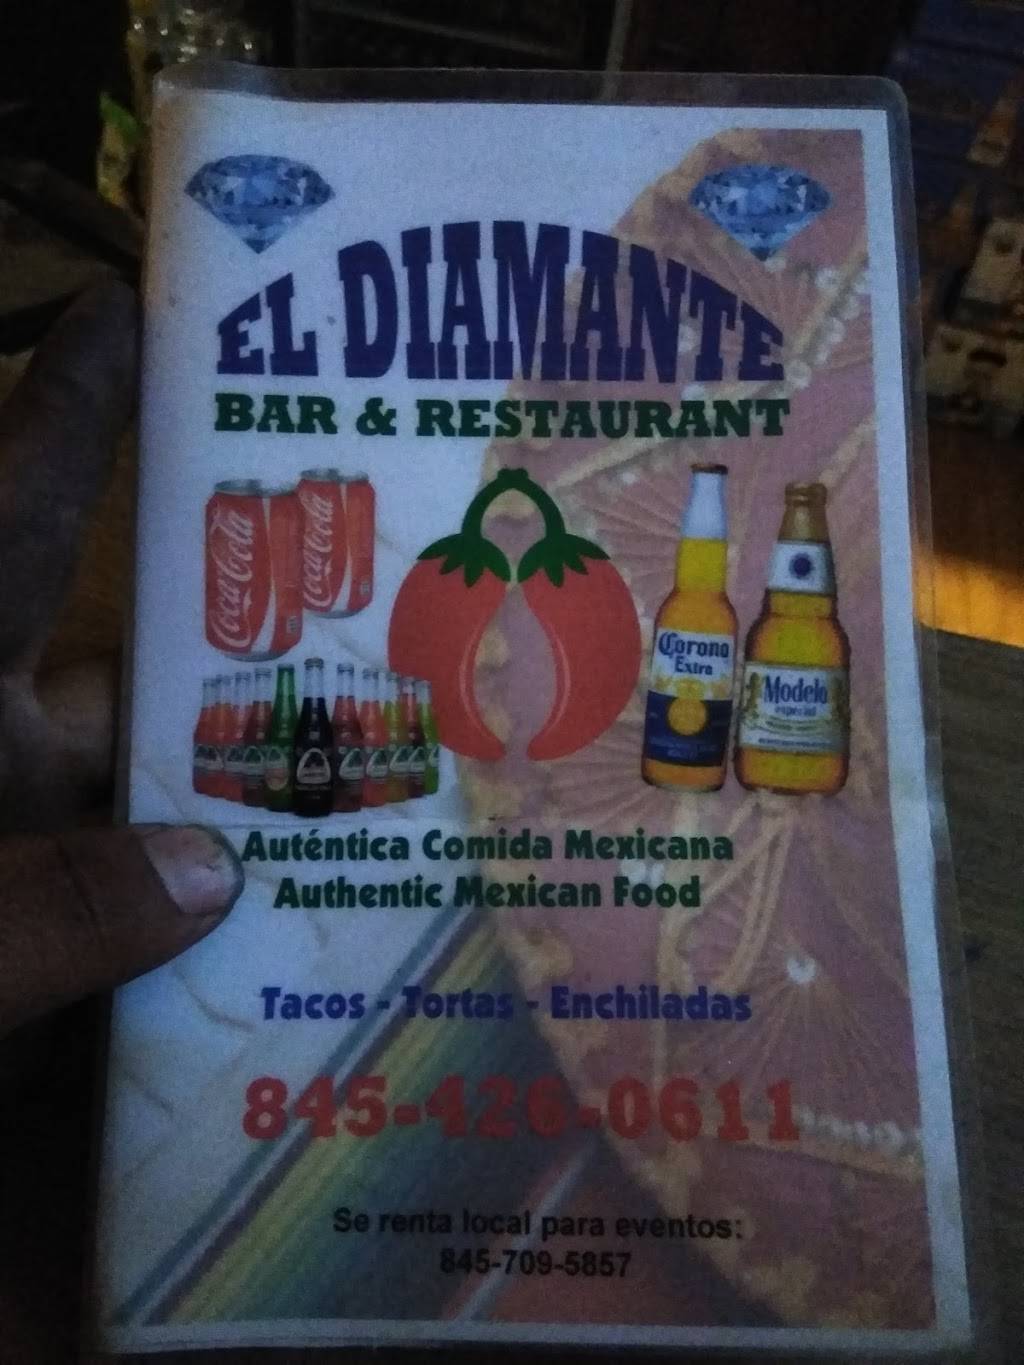 EL DIAMANTE
BAR & RESTAURANT
Coca-Cola
Coca-Cola
Corona
Extra
Modelo
especial
Auténtica Comida Mexicana
Authentic Mexican Food
Tacos - Tortas - Enchiladas
845-426-0611
Se renta local para eventos:
845-709-5857